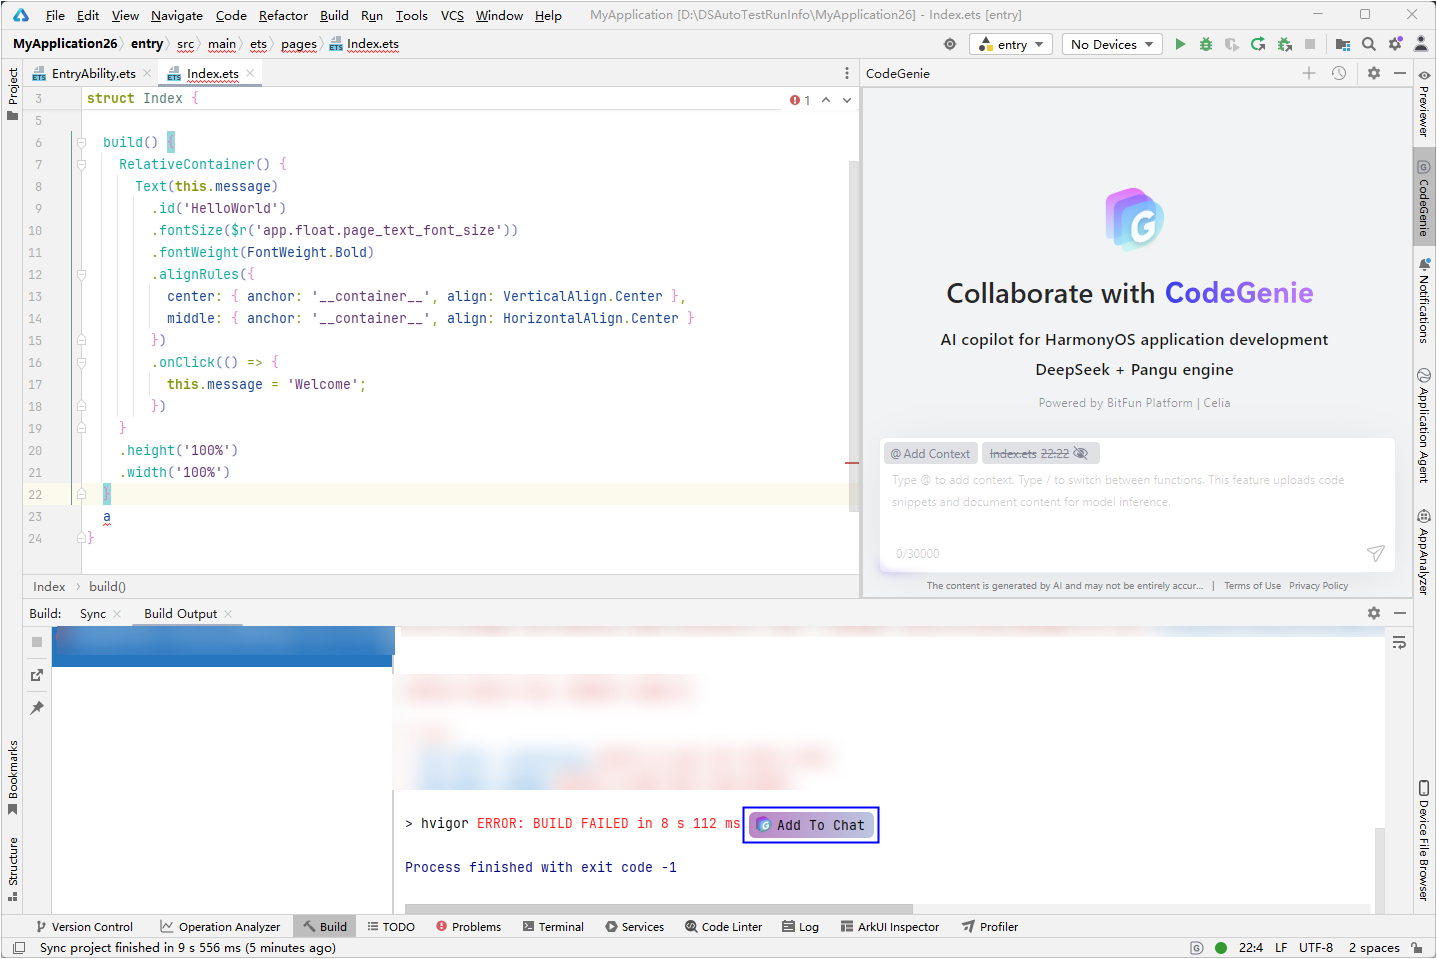 File Edit View Navigate Code Refactor Build Run Tools VCS Window Help MyApplication [D:\DSAutoTestRunInfo\MyApplication26] - Index.ets [entry]
MyApplication26 entry src main ets pages Index.ets entry No Devices
Project
EntryAbility.ets Index.ets
3 struct Index {
1
5
6 build() {
7 RelativeContainer() {
8 Text(this.message)
9 .id('HelloWorld')
10 .fontSize($r('app.float.page_text_font_size'))
11 .fontWeight(FontWeight.Bold)
12 .alignRules({
13 center: { anchor: '__container__', align: VerticalAlign.Center },
14 middle: { anchor: '__container__', align: HorizontalAlign.Center }
15 })
16 .onClick(() => {
17 this.message = 'Welcome';
18 })
19 }
20 .height('100%')
21 .width('100%')
22 }
23 a
24 }
Index build()
CodeGenie
G
Collaborate with CodeGenie
AI copilot for HarmonyOS application development
DeepSeek + Pangu engine
Powered by BitFun Platform | Celia
@ Add Context Index.ets 22:22
Type @ to add context. Type / to switch between functions. This feature uploads code
snippets and document content for model inference.
0/30000
The content is generated by AI and may not be entirely accur... | Terms of Use Privacy Policy
Previewer
CodeGenie
Notifications
Application Agent
AppAnalyzer
Device File Browser
Build: Sync Build Output
> hvigor ERROR: BUILD FAILED in 8 s 112 ms Add To Chat
Process finished with exit code -1
Bookmarks
Structure
Version Control Operation Analyzer Build TODO Problems Terminal Services Code Linter Log ArkUI Inspector Profiler
Sync project finished in 9 s 556 ms (5 minutes ago) 22:4 LF UTF-8 2 spaces